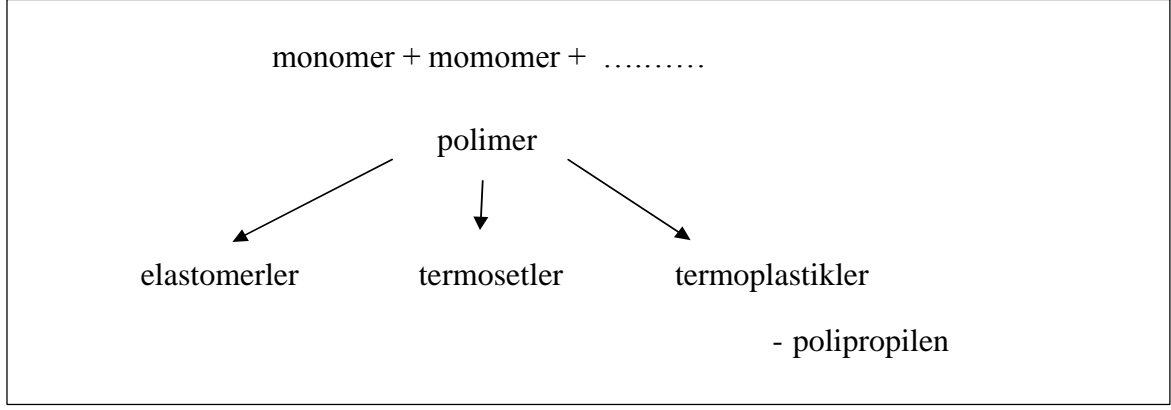 monomer + momomer + ….……
polimer
elastomerler termosetler termoplastikler
- polipropilen